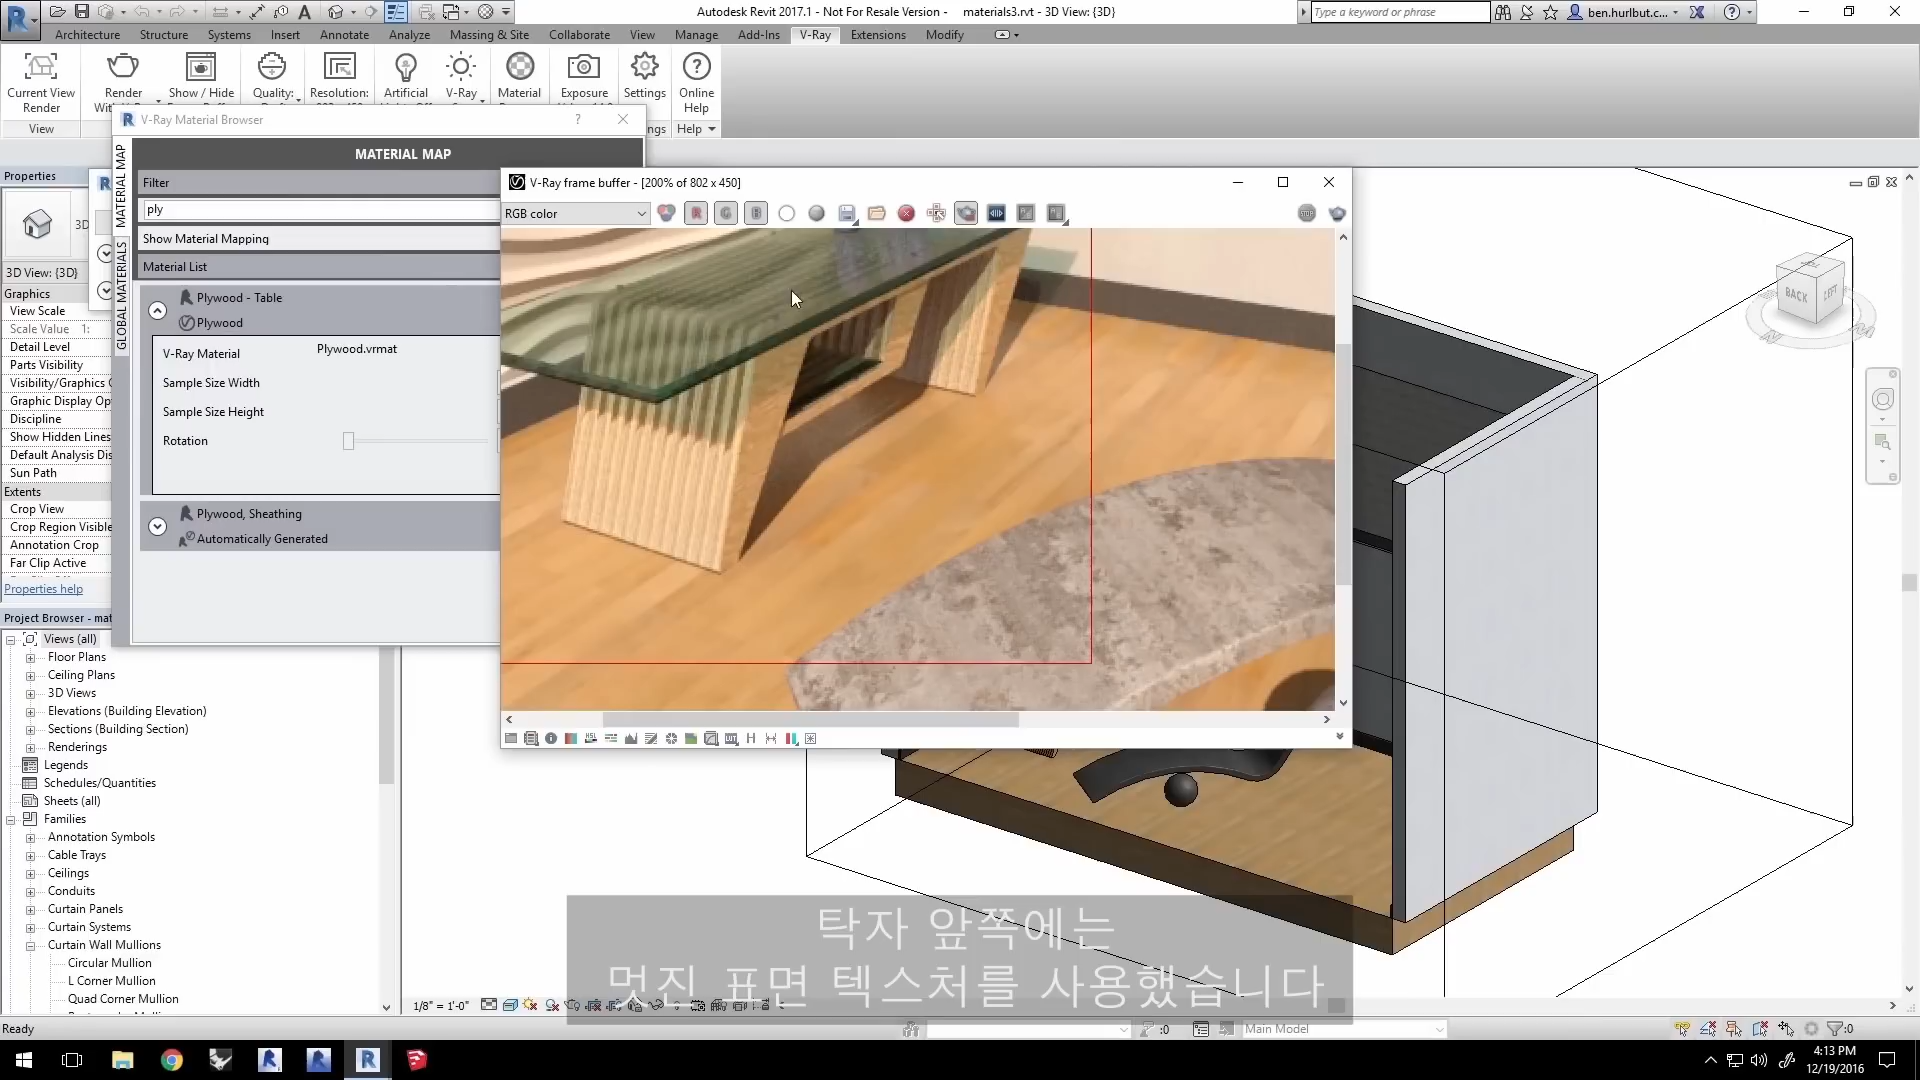 Autodesk Revit 2017.1 - Not For Resale Version - materials3.rvt - 3D View: {3D}
Type a keyword or phrase
ben.hurlbut.c...
Architecture Structure Systems Insert Annotate Analyze Massing & Site Collaborate View Manage Add-Ins V-Ray Extensions Modify
Current View Render
Render
Show / Hide
Quality:
Resolution:
Artificial
V-Ray
Material
Exposure
Settings
Online Help
View
Help
V-Ray Material Browser
MATERIAL MAP
GLOBAL MATERIALS
MATERIAL MAP
Filter
ply
Show Material Mapping
Material List
Plywood - Table
Plywood
V-Ray Material Plywood.vrmat
Sample Size Width
Sample Size Height
Rotation
Plywood, Sheathing
Automatically Generated
V-Ray frame buffer - [200% of 802 x 450]
RGB color
R G B
STOP
HSL
LUT
H
Properties
3D
3D View: {3D}
Graphics
View Scale
Scale Value 1:
Detail Level
Parts Visibility
Visibility/Graphics
Graphic Display Op
Discipline
Show Hidden Lines
Default Analysis Dis
Sun Path
Extents
Crop View
Crop Region Visible
Annotation Crop
Far Clip Active
Properties help
Project Browser - mat
Views (all)
Floor Plans
Ceiling Plans
3D Views
Elevations (Building Elevation)
Sections (Building Section)
Renderings
Legends
Schedules/Quantities
Sheets (all)
Families
Annotation Symbols
Cable Trays
Ceilings
Conduits
Curtain Panels
Curtain Systems
Curtain Wall Mullions
Circular Mullion
L Corner Mullion
Quad Corner Mullion
BACK
LEFT
탁자 앞쪽에는
멋진 표면 텍스처를 사용했습니다
1/8" = 1'-0"
Ready
:0
Main Model
:0
4:13 PM
12/19/2016